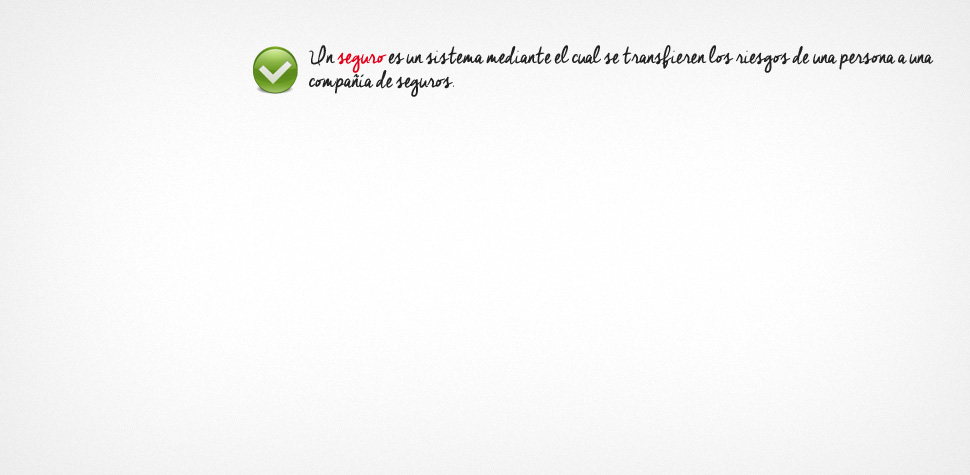 Un seguro es un sistema mediante el cual se transfieren los riesgos de una persona a una
compañía de seguros.